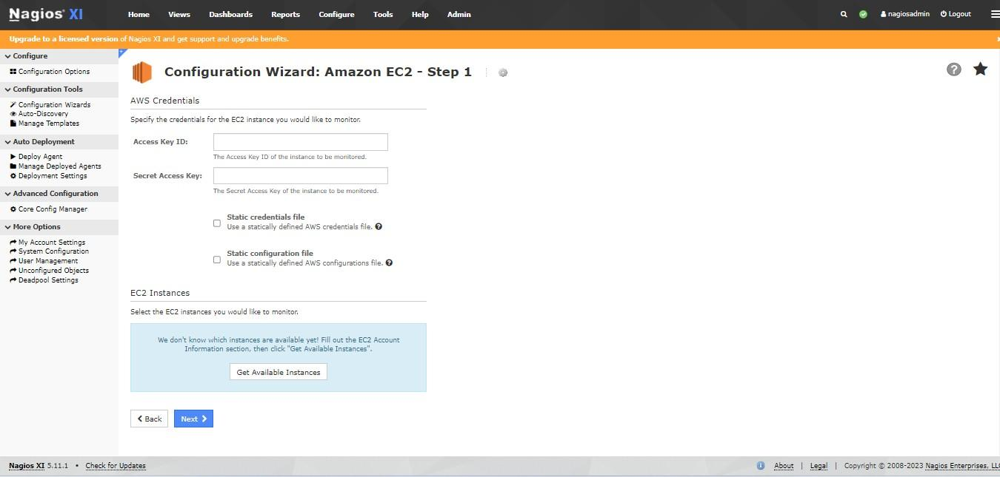 Nagios® XI
Home Views Dashboards Reports Configure Tools Help Admin
nagiosadmin Logout
Upgrade to a licensed version of Nagios XI and get support and upgrade benefits.
Configure
Configuration Options
Configuration Tools
Configuration Wizards
Auto-Discovery
Manage Templates
Auto Deployment
Deploy Agent
Manage Deployed Agents
Deployment Settings
Advanced Configuration
Core Config Manager
More Options
My Account Settings
System Configuration
User Management
Unconfigured Objects
Deadpool Settings
Configuration Wizard: Amazon EC2 - Step 1
AWS Credentials
Specify the credentials for the EC2 instance you would like to monitor.
Access Key ID:
The Access Key ID of the instance to be monitored.
Secret Access Key:
The Secret Access Key of the instance to be monitored.
Static credentials file
Use a statically defined AWS credentials file.
Static configuration file
Use a statically defined AWS configurations file.
EC2 Instances
Select the EC2 instances you would like to monitor.
We don't know which instances are available yet! Fill out the EC2 Account
Information section, then click "Get Available Instances".
Get Available Instances
Back Next
Nagios XI 5.11.1 • Check for Updates
About | Legal | Copyright © 2008-2023 Nagios Enterprises, LLC